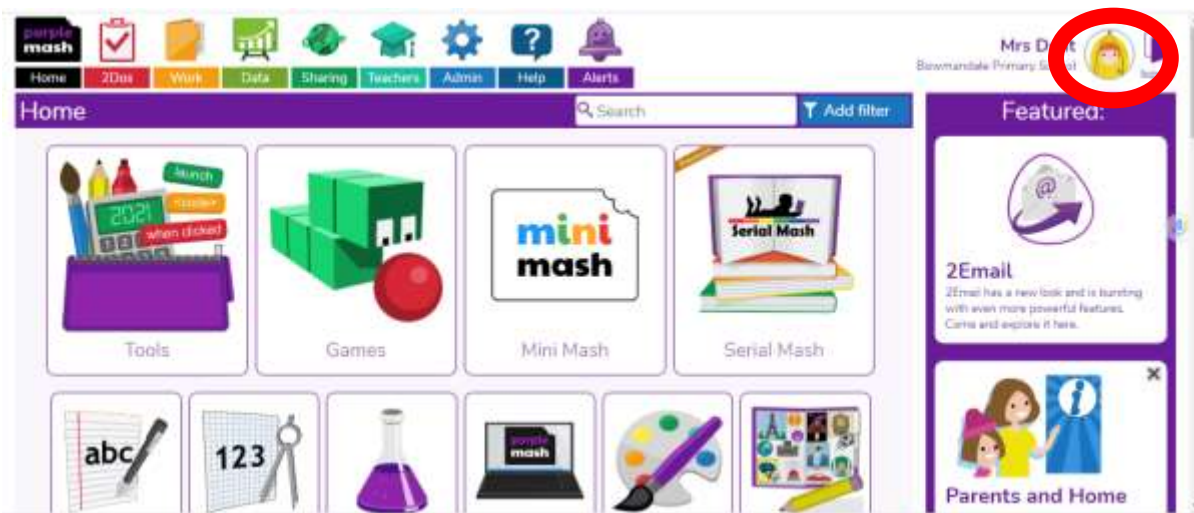 purple
mash
Home 2Dos Work Data Sharing Teachers Admin Help Alerts
Mrs D
Bowmandale Primary School
Home
Search
Add filter
Featured:
launch
when clicked
2021
Tools
Games
mini
mash
Mini Mash
Serial Mash
Serial Mash
@
2Email
2Email has a new look and is bursting
with even more powerful features.
Come and explore it here.
abc
123
purple
mash
i
Parents and Home